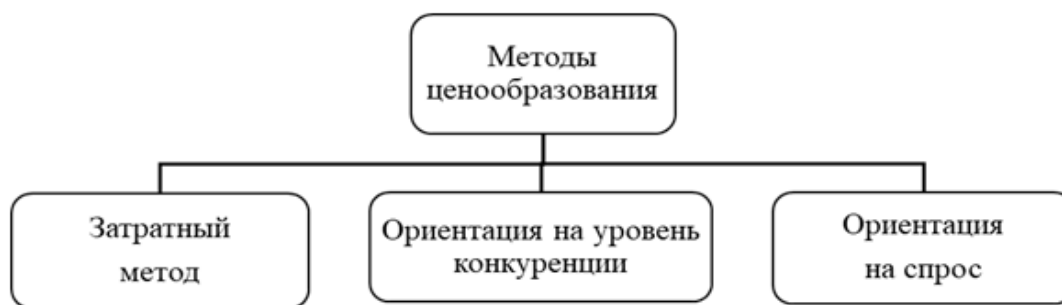 Методы
ценообразования
Затратный
метод
Ориентация на уровень
конкуренции
Ориентация
на спрос